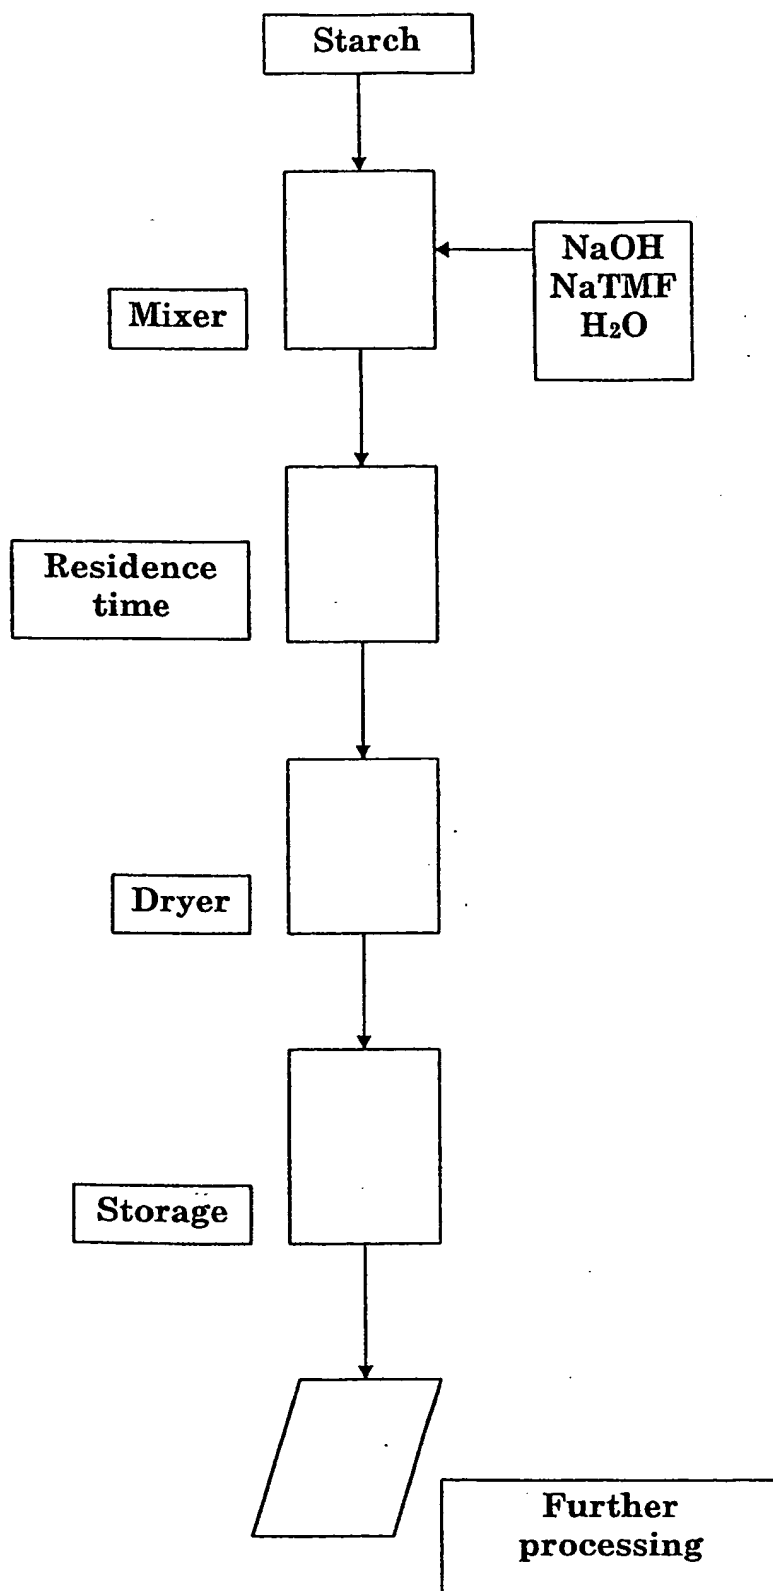 Starch
NaOH
NaTMF
H₂O
Mixer
Residence
time
Dryer
Storage
Further
processing